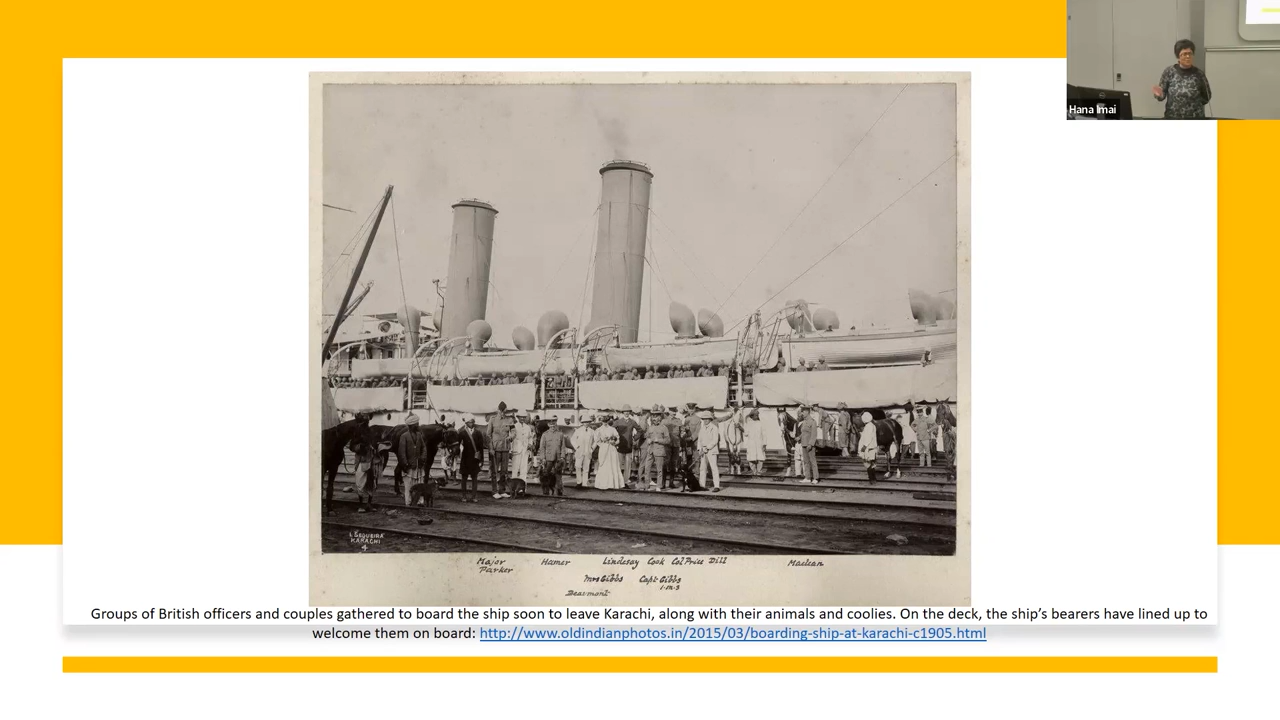 Hana Imai
L SEQUEIRA
KARACHI
4
Major Hamer Lindesay Cook Col Price Dill Maclean
Parker
Mrs Gibbs Capt Gibbs
I.M.S
Beaumont
Groups of British officers and couples gathered to board the ship soon to leave Karachi, along with their animals and coolies. On the deck, the ship’s bearers have lined up to
welcome them on board: http://www.oldindianphotos.in/2015/03/boarding-ship-at-karachi-c1905.html